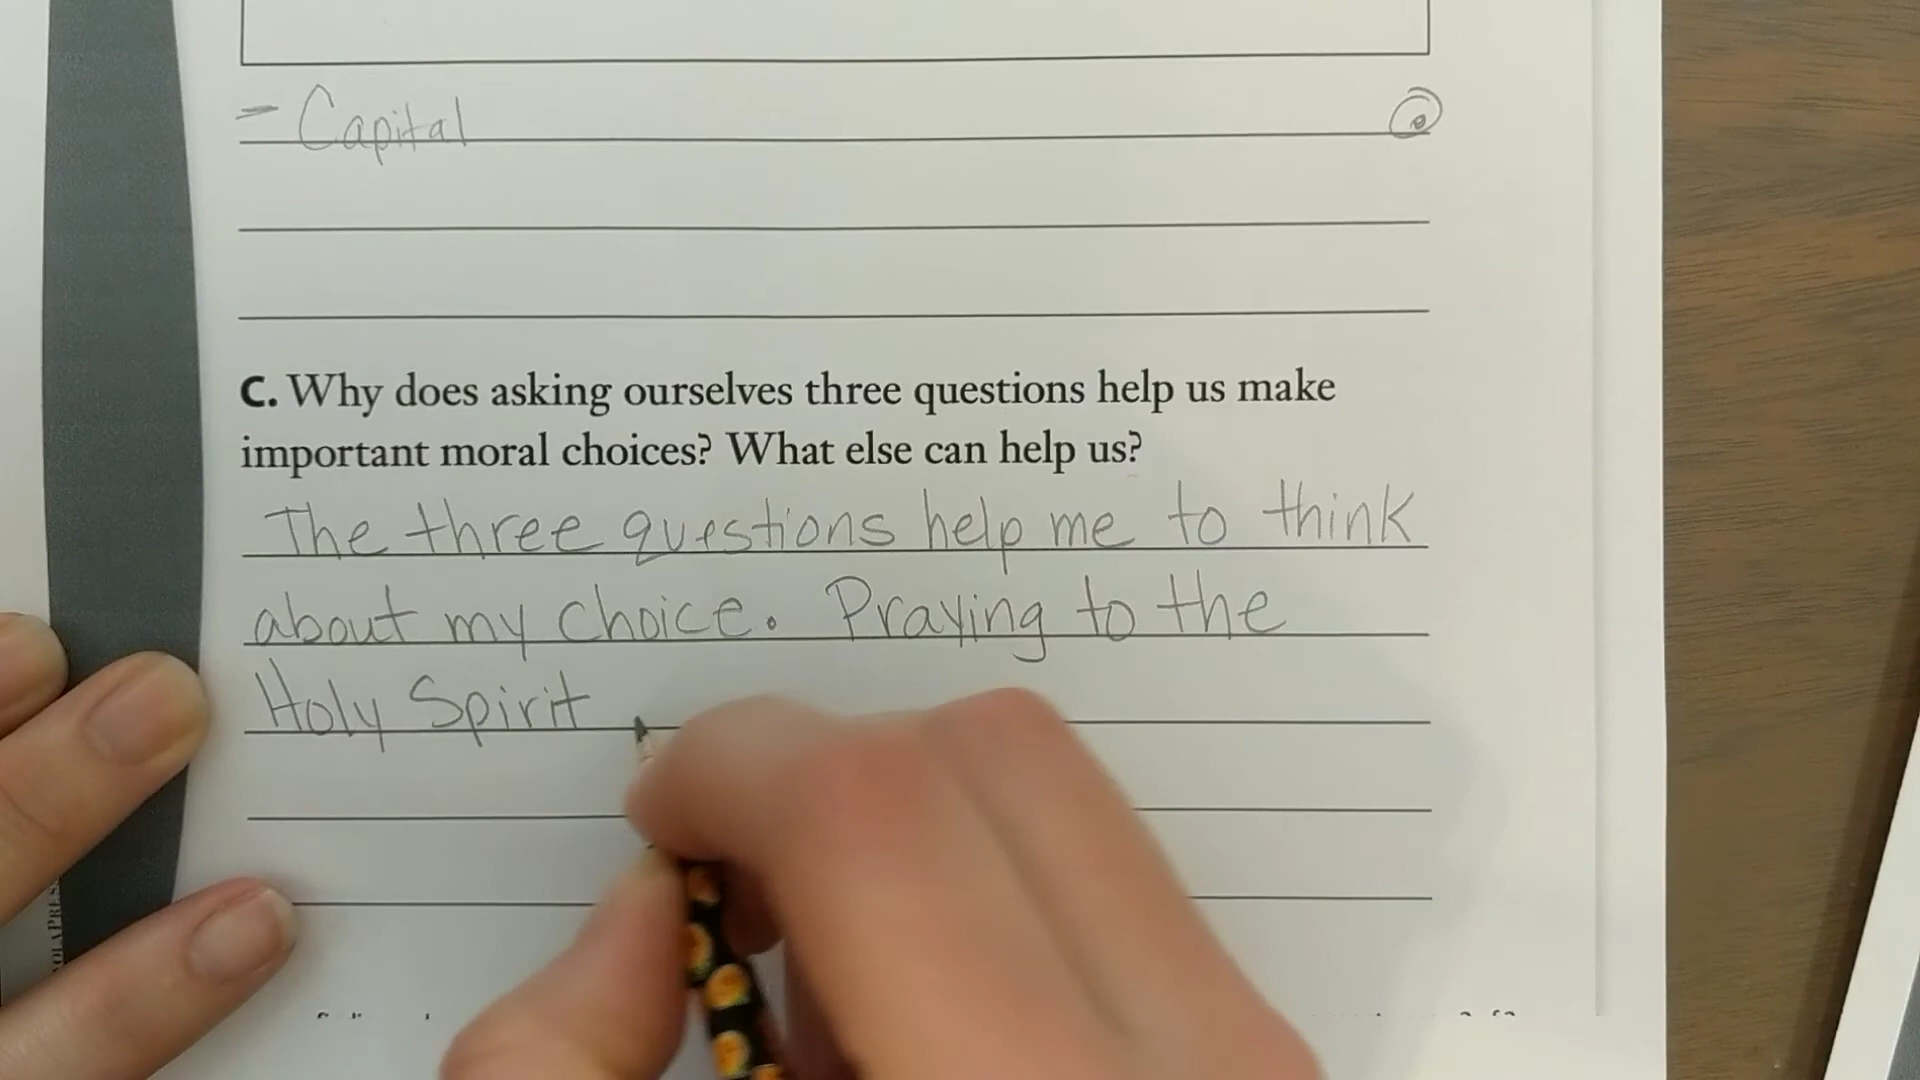 - Capital
C. Why does asking ourselves three questions help us make
important moral choices? What else can help us?
The three questions help me to think
about my choice. Praying to the
Holy Spirit